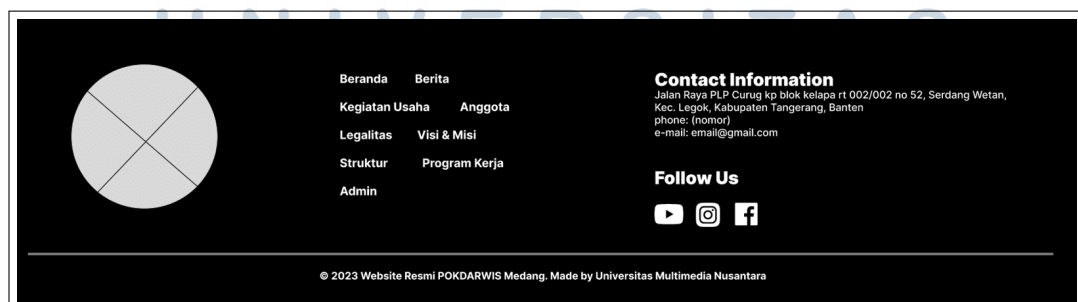 UNIVERSITAS
Beranda Berita
Kegiatan Usaha Anggota
Legalitas Visi & Misi
Struktur Program Kerja
Admin
Contact Information
Jalan Raya PLP Curug kp blok kelapa rt 002/002 no 52, Serdang Wetan,
Kec. Legok, Kabupaten Tangerang, Banten
phone: (nomor)
e-mail: email@gmail.com
Follow Us
© 2023 Website Resmi POKDARWIS Medang. Made by Universitas Multimedia Nusantara